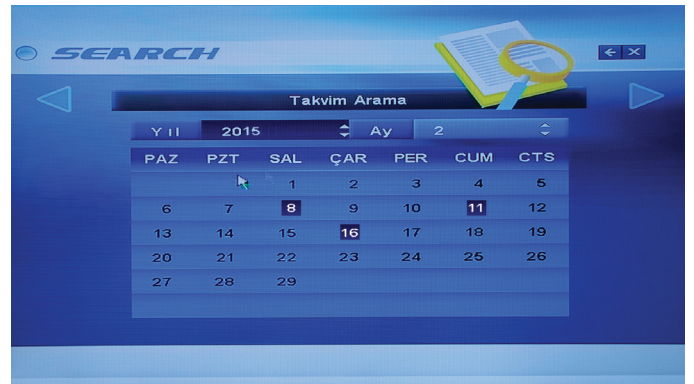 SEARCH
Takvim Arama
Yıl 2015 Ay 2
PAZ PZT SAL ÇAR PER CUM CTS
1 2 3 4 5
6 7 8 9 10 11 12
13 14 15 16 17 18 19
20 21 22 23 24 25 26
27 28 29